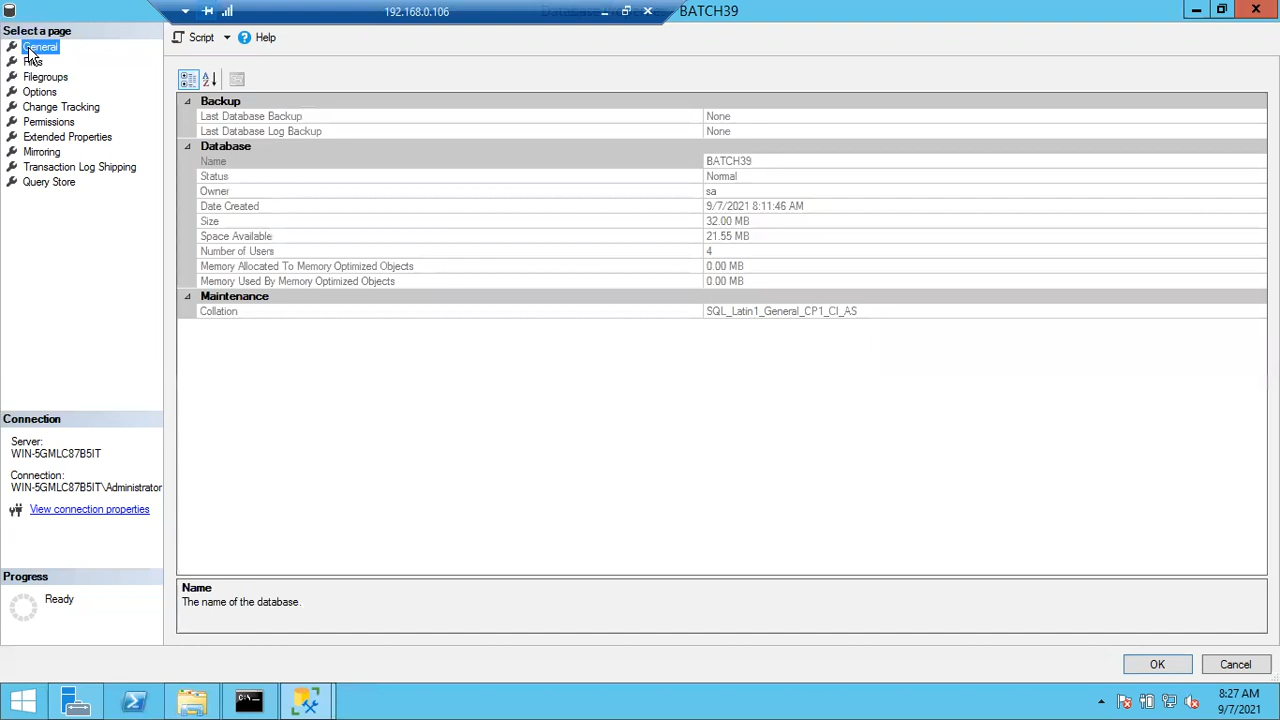 192.168.0.106
BATCH39
Select a page
General
Filegroups
Options
Change Tracking
Permissions
Extended Properties
Mirroring
Transaction Log Shipping
Query Store
Script
Help
Backup
Last Database Backup None
Last Database Log Backup None
Database
Name BATCH39
Status Normal
Owner sa
Date Created 9/7/2021 8:11:46 AM
Size 32.00 MB
Space Available 21.55 MB
Number of Users 4
Memory Allocated To Memory Optimized Objects 0.00 MB
Memory Used By Memory Optimized Objects 0.00 MB
Maintenance
Collation SQL_Latin1_General_CP1_CI_AS
Connection
Server:
WIN-5GMLC87B5IT
Connection:
WIN-5GMLC87B5IT\Administrator
View connection properties
Progress
Ready
Name
The name of the database.
OK
Cancel
8:27 AM
9/7/2021